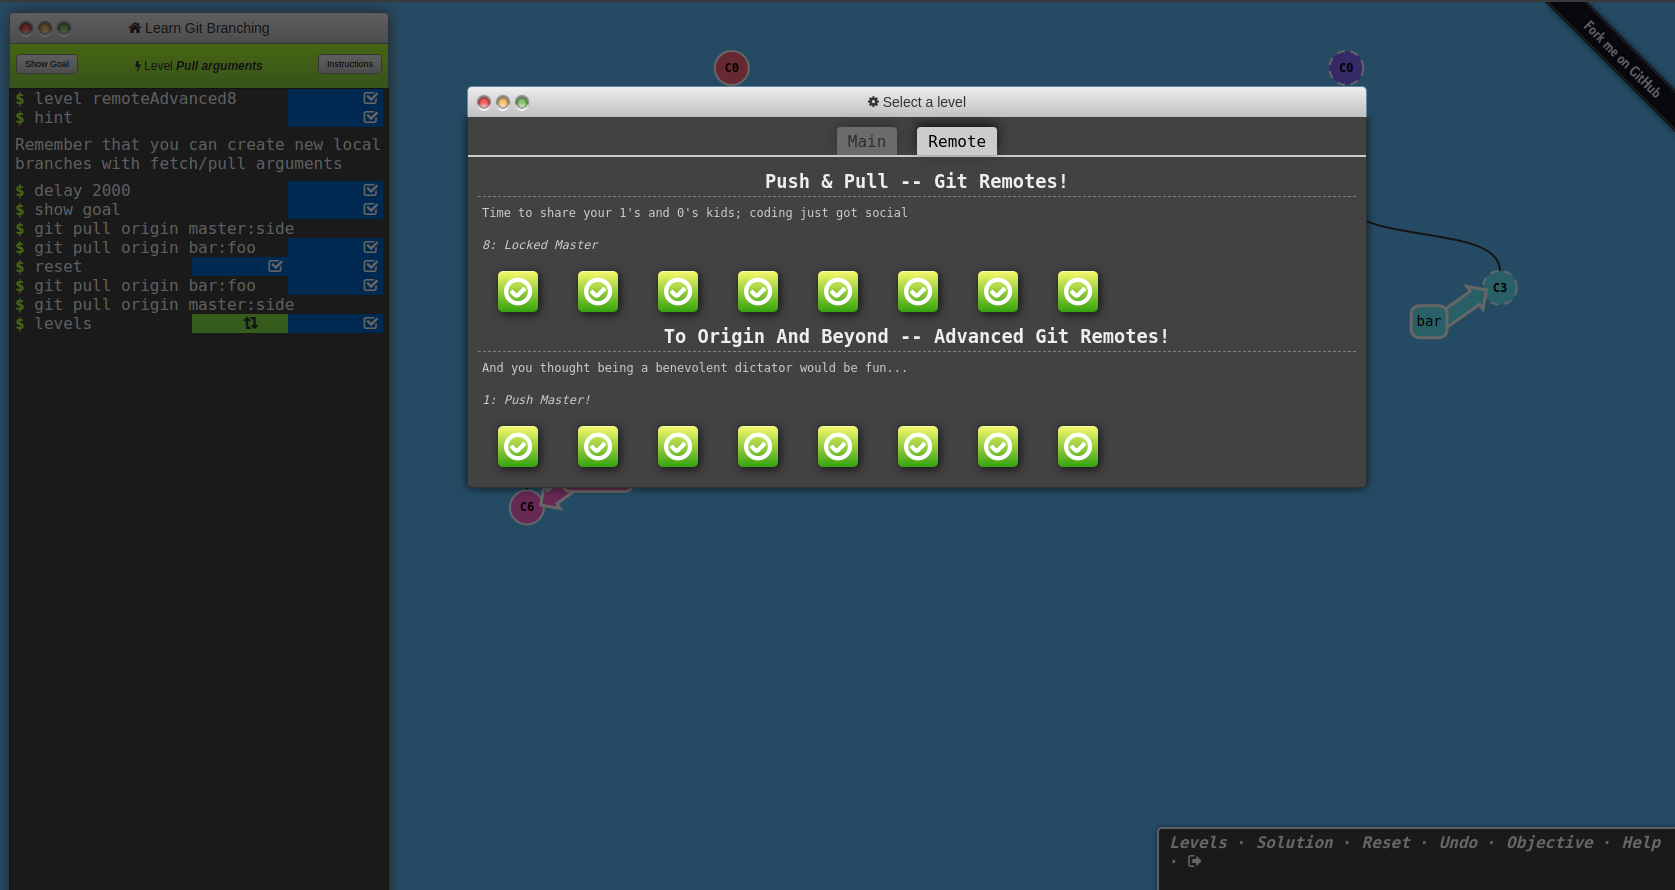 Learn Git Branching
Show Goal
Level Pull arguments
Instructions
$ level remoteAdvanced8
$ hint
Remember that you can create new local
branches with fetch/pull arguments
$ delay 2000
$ show goal
$ git pull origin master:side
$ git pull origin bar:foo
$ reset
$ git pull origin bar:foo
$ git pull origin master:side
$ levels
C0
C0
Fork me on GitHub
Select a level
Main
Remote
Push & Pull -- Git Remotes!
Time to share your 1's and 0's kids; coding just got social
8: Locked Master
To Origin And Beyond -- Advanced Git Remotes!
And you thought being a benevolent dictator would be fun...
1: Push Master!
C3
bar
C6
Levels · Solution · Reset · Undo · Objective · Help
·